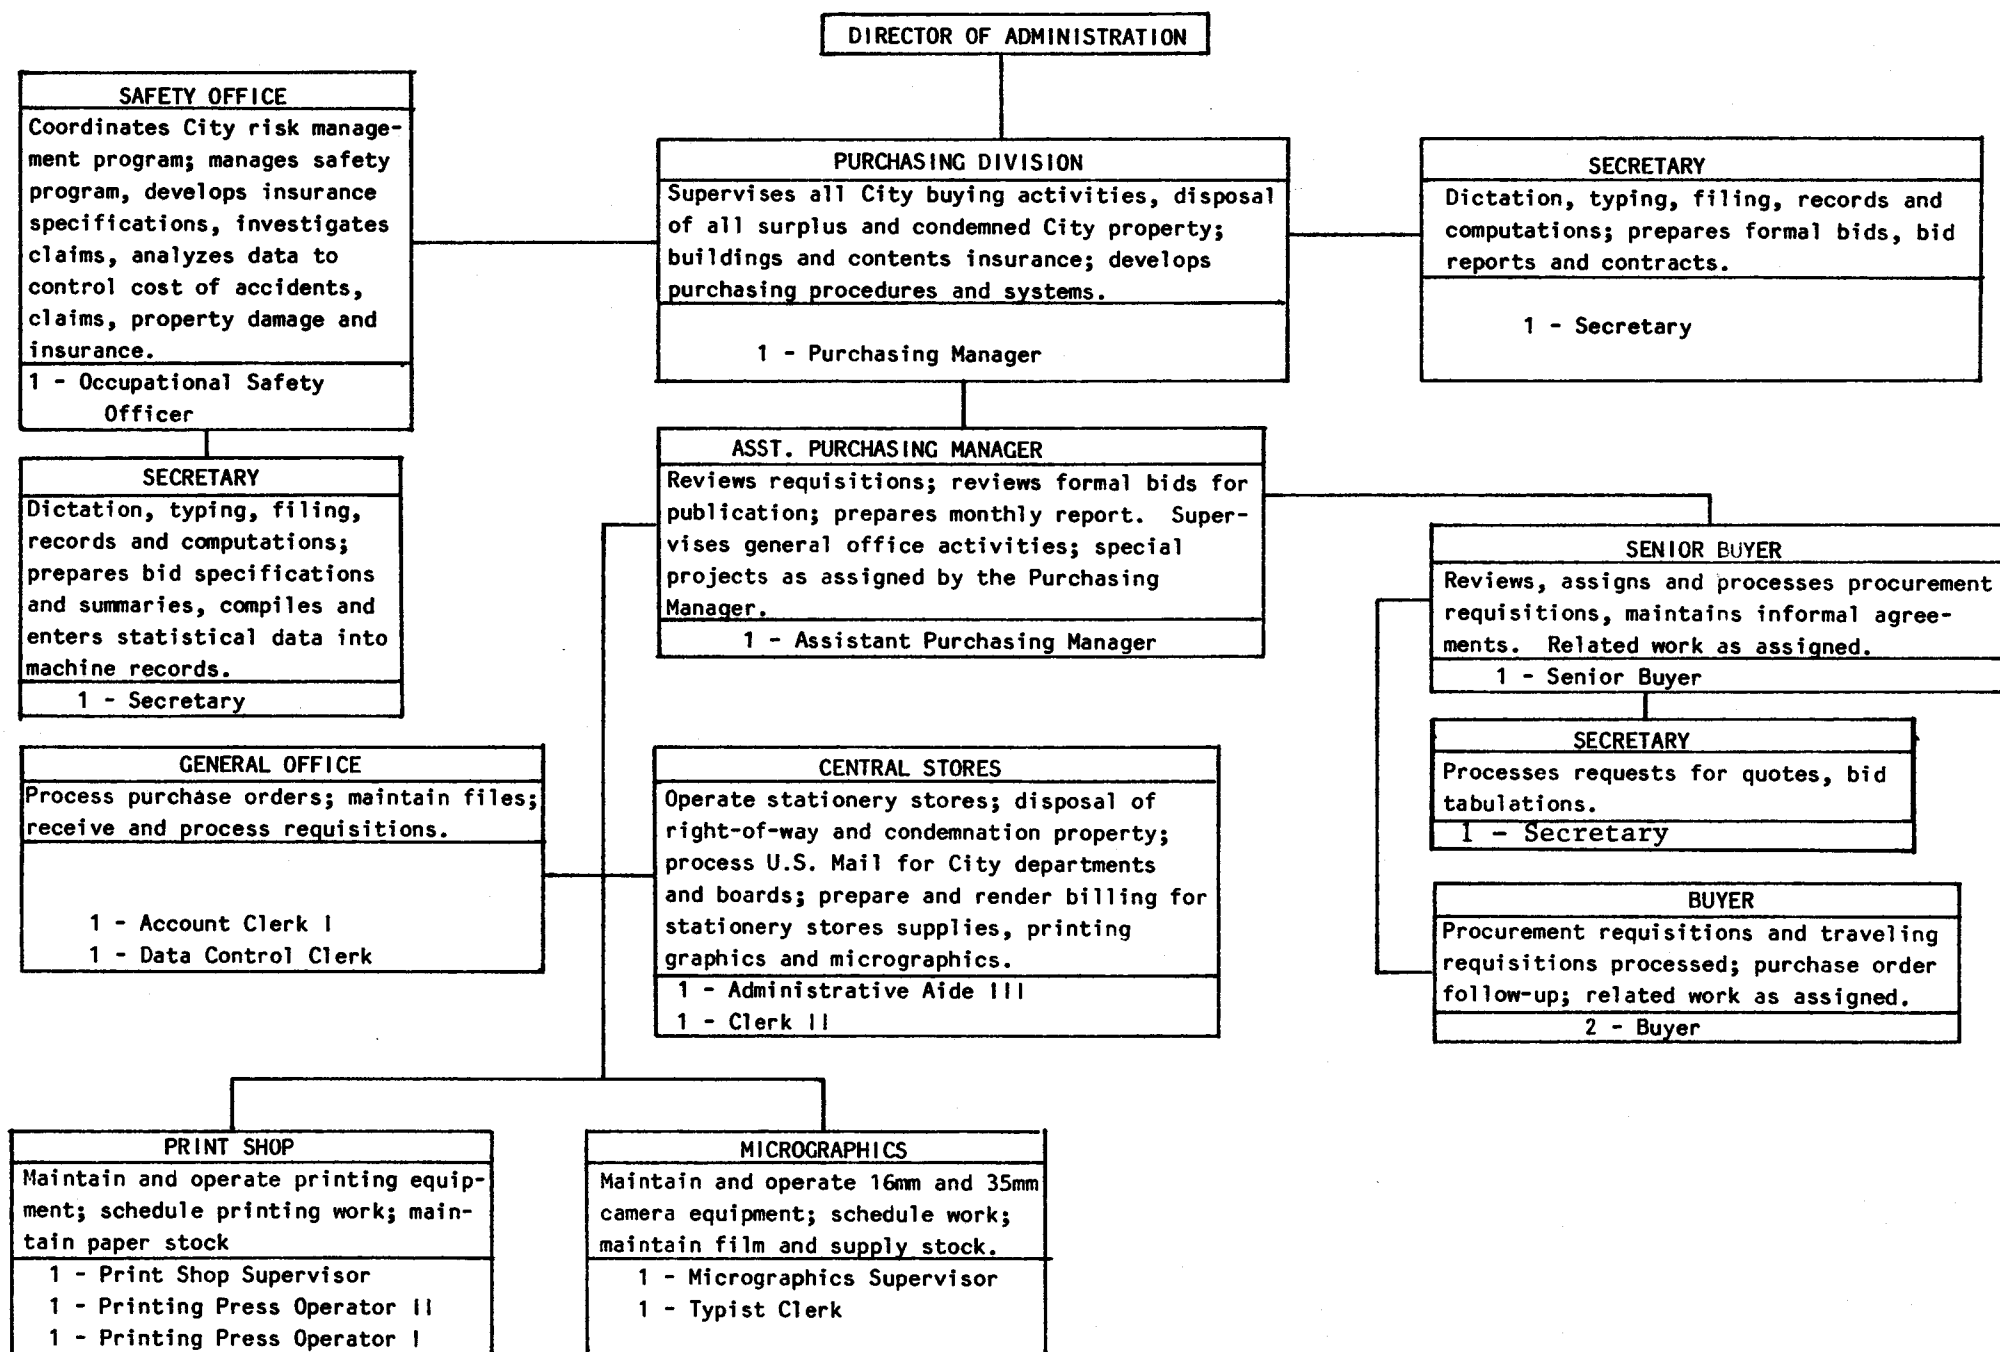 DIRECTOR OF ADMINISTRATION
SAFETY OFFICE
Coordinates City risk manage-
ment program; manages safety
program, develops insurance
specifications, investigates
claims, analyzes data to
control cost of accidents,
claims, property damage and
insurance.
1 - Occupational Safety
Officer
PURCHASING DIVISION
Supervises all City buying activities, disposal
of all surplus and condemned City property;
buildings and contents insurance; develops
purchasing procedures and systems.
1 - Purchasing Manager
SECRETARY
Dictation, typing, filing, records and
computations; prepares formal bids, bid
reports and contracts.
1 - Secretary
SECRETARY
Dictation, typing, filing,
records and computations;
prepares bid specifications
and summaries, compiles and
enters statistical data into
machine records.
1 - Secretary
ASST. PURCHASING MANAGER
Reviews requisitions; reviews formal bids for
publication; prepares monthly report. Super-
vises general office activities; special
projects as assigned by the Purchasing
Manager.
1 - Assistant Purchasing Manager
SENIOR BUYER
Reviews, assigns and processes procurement
requisitions, maintains informal agree-
ments. Related work as assigned.
1 - Senior Buyer
SECRETARY
Processes requests for quotes, bid
tabulations.
1 - Secretary
GENERAL OFFICE
Process purchase orders; maintain files;
receive and process requisitions.
1 - Account Clerk I
1 - Data Control Clerk
CENTRAL STORES
Operate stationery stores; disposal of
right-of-way and condemnation property;
process U.S. Mail for City departments
and boards; prepare and render billing for
stationery stores supplies, printing
graphics and micrographics.
1 - Administrative Aide III
1 - Clerk II
BUYER
Procurement requisitions and traveling
requisitions processed; purchase order
follow-up; related work as assigned.
2 - Buyer
PRINT SHOP
Maintain and operate printing equip-
ment; schedule printing work; main-
tain paper stock
1 - Print Shop Supervisor
1 - Printing Press Operator II
1 - Printing Press Operator I
MICROGRAPHICS
Maintain and operate 16mm and 35mm
camera equipment; schedule work;
maintain film and supply stock.
1 - Micrographics Supervisor
1 - Typist Clerk